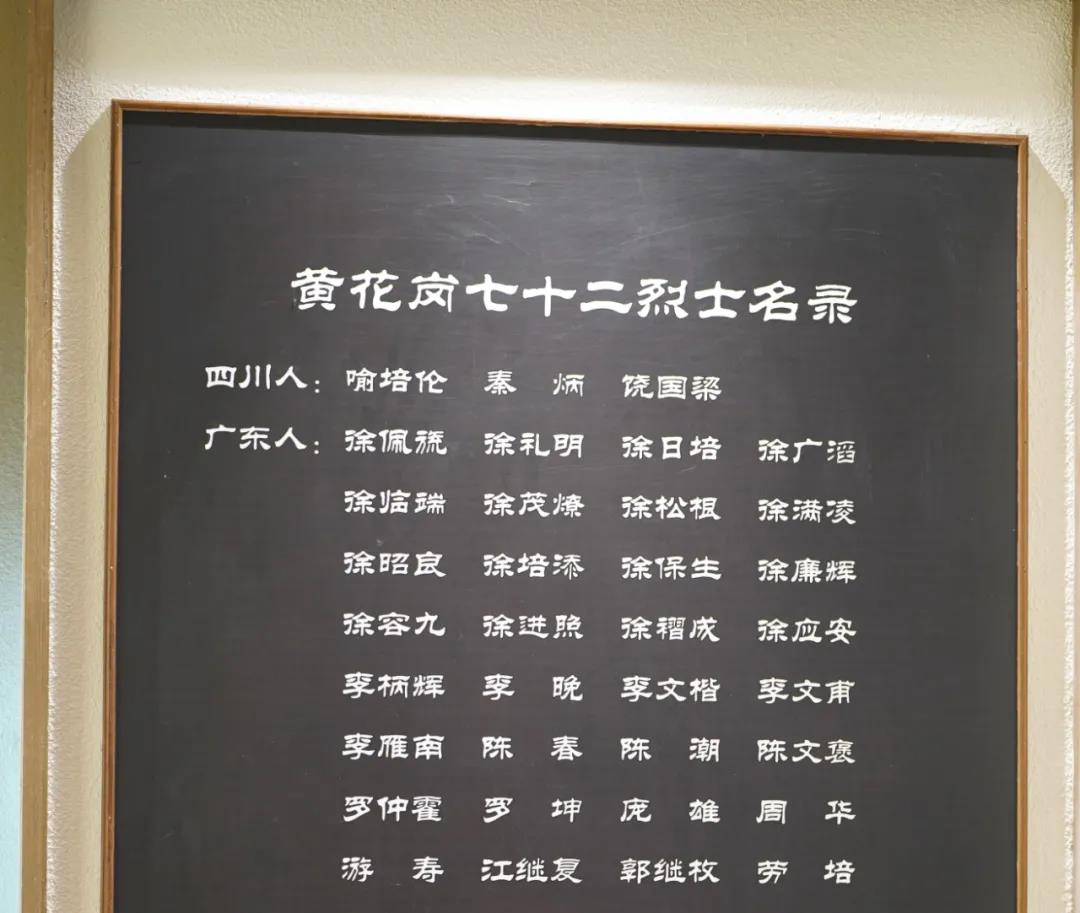 黄花岗七十二烈士名录
四川人：喻培伦 秦炳 饶国梁
广东人：徐佩旒 徐礼明 徐日培 徐广滔
徐临端 徐茂燎 徐松根 徐满凌
徐昭良 徐培添 徐保生 徐廉辉
徐容九 徐进照 徐褶成 徐应安
李柄辉 李晚 李文楷 李文甫
李雁南 陈春 陈潮 陈文褒
罗仲霍 罗坤 庞雄 周华
游寿 江继复 郭继枚 劳培